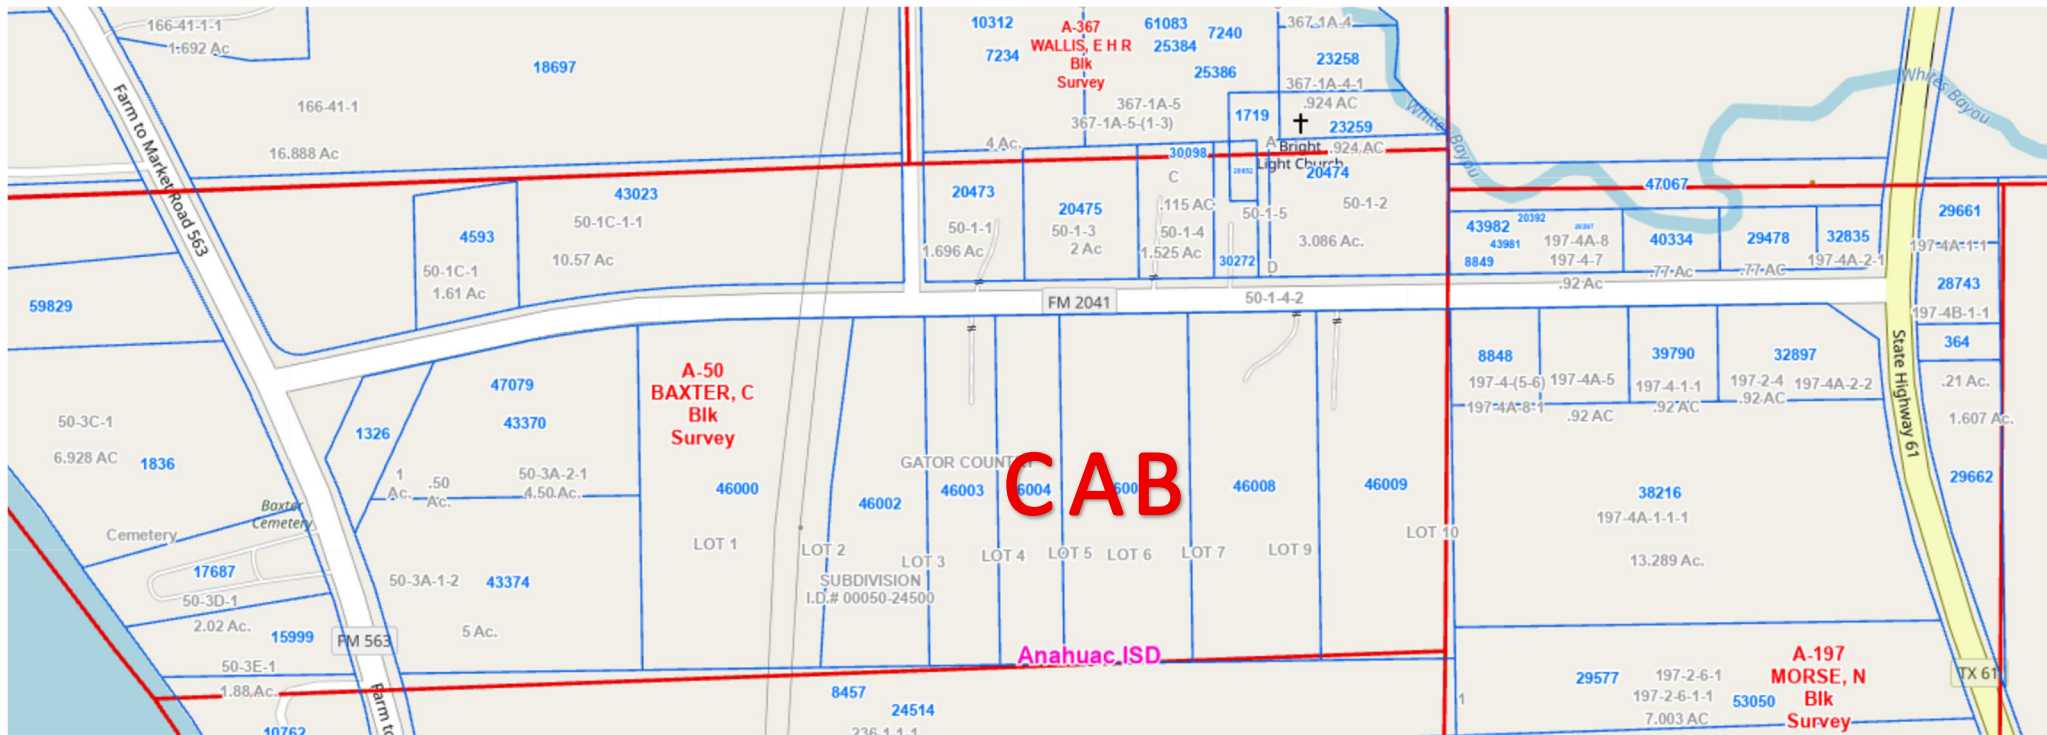 166-41-1-1
1.692 Ac
18697
166-41-1
16.888 Ac
Farm to Market Road 563
10312
7234
A-367
WALLIS, E H R
Blk
Survey
61083
25384
7240
25386
367-1A-5
367-1A-5-(1-3)
4 Ac.
367-1A-4
23258
367-1A-4-1
.924 AC
1719
23259
.924 AC
Bright
Light Church
Whites Bayou
Whites Bayou
43023
50-1C-1-1
10.57 Ac
4593
50-1C-1
1.61 Ac
20473
50-1-1
1.696 Ac
20475
50-1-3
2 Ac
30098
C
.115 AC
50-1-4
1.525 Ac
A
50-1-5
30272
D
20474
50-1-2
3.086 Ac.
47067
43982
20392
43981
8849
197-4A-8
197-4-7
40334
.77 Ac
.92 Ac
29478
.77 AC
32835
197-4A-2-1
29661
197-4A-1-1
28743
197-4B-1-1
364
.21 Ac.
1.607 Ac.
29662
59829
FM 2041
50-1-4-2
50-3C-1
6.928 AC
1836
1326
47079
43370
1
Ac.
.50
Ac.
50-3A-2-1
4.50 Ac.
A-50
BAXTER, C
Blk
Survey
46000
LOT 1
LOT 2
46002
GATOR COUNTRY
46003
CAB
46008
46009
LOT 3
LOT 4
LOT 5
LOT 6
LOT 7
LOT 9
LOT 10
SUBDIVISION
I.D.# 00050-24500
8848
197-4-(5-6)
197-4A-8-1
197-4A-5
.92 AC
39790
197-4-1-1
.92 AC
32897
197-2-4
197-4A-2-2
.92 AC
State Highway 61
38216
197-4A-1-1-1
13.289 Ac.
Baxter
Cemetery
Cemetery
17687
50-3D-1
2.02 Ac.
15999
50-3E-1
1.88 Ac.
10762
FM 563
Farm to
50-3A-1-2
43374
5 Ac.
Anahuac ISD
8457
24514
236-1-1-1
1
29577
197-2-6-1
197-2-6-1-1
53050
7.003 AC
A-197
MORSE, N
Blk
Survey
TX 61